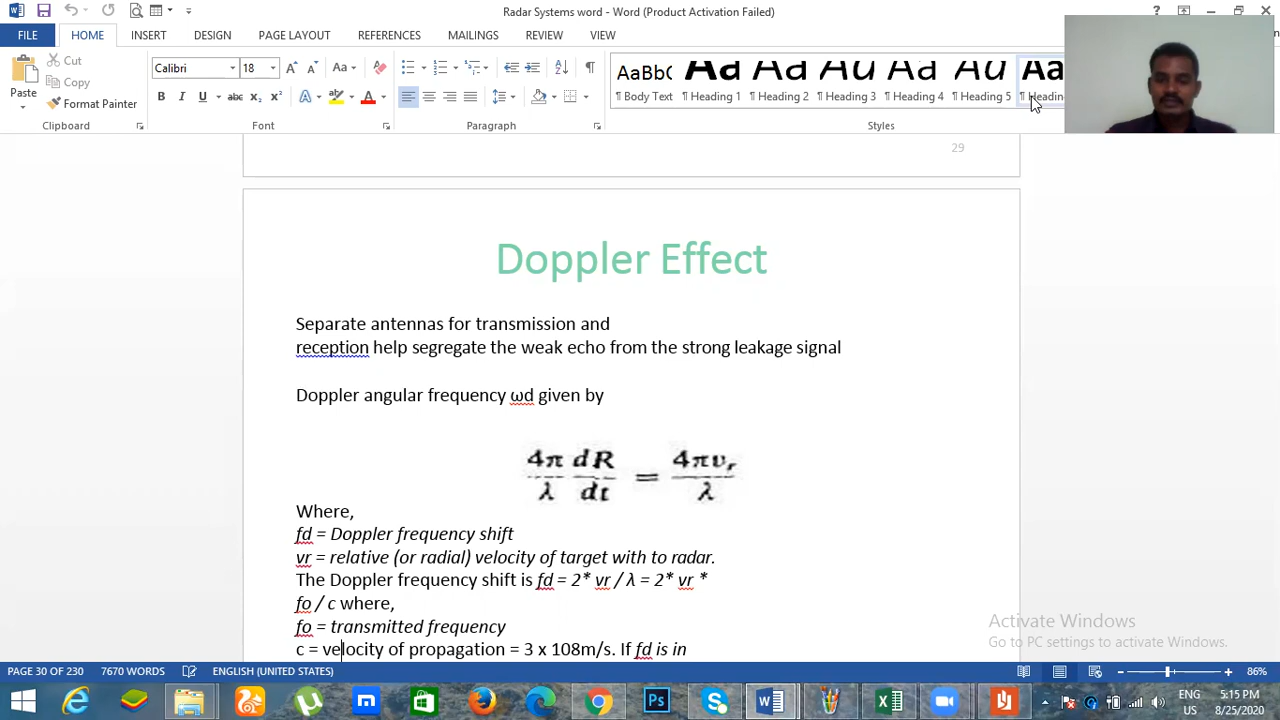 Radar Systems word - Word (Product Activation Failed)
FILE HOME INSERT DESIGN PAGE LAYOUT REFERENCES MAILINGS REVIEW VIEW
Paste
Cut
Copy
Format Painter
Clipboard
Calibri 18
Font
Paragraph
AaBbC AaBb AaBb
¶ Body Text ¶ Heading 1 ¶ Heading 2 ¶ Heading 3 ¶ Heading 4 ¶ Heading 5 ¶ Heading
Styles
29
Doppler Effect
Separate antennas for transmission and
reception help segregate the weak echo from the strong leakage signal
Doppler angular frequency ωd given by
4π/λ dR/dt = 4πvr/λ
Where,
fd = Doppler frequency shift
vr = relative (or radial) velocity of target with to radar.
The Doppler frequency shift is fd = 2* vr / λ = 2* vr *
fo / c where,
fo = transmitted frequency
c = velocity of propagation = 3 x 108m/s. If fd is in
Activate Windows
Go to PC settings to activate Windows.
PAGE 30 OF 230 7670 WORDS ENGLISH (UNITED STATES) 86%
ENG 5:15 PM
US 8/25/2020